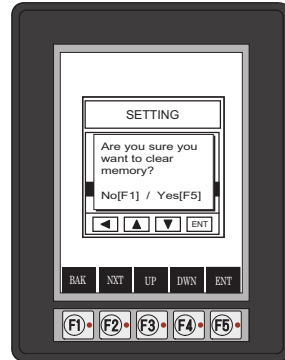 SETTING
Are you sure you
want to clear
memory?
No[F1] / Yes[F5]
ENT
BAK NXT UP DWN ENT
F1 F2 F3 F4 F5